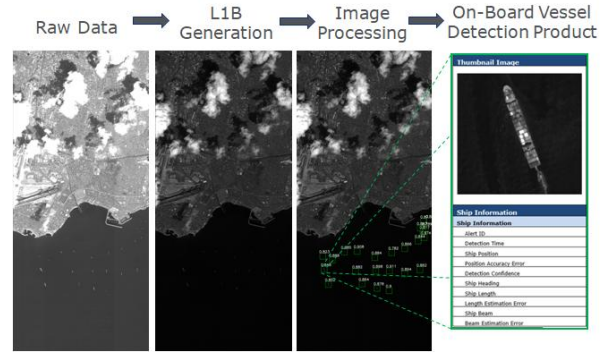 Raw Data
L1B
Generation
Image
Processing
On-Board Vessel
Detection Product
Thumbnail Image
Ship Information
Ship Information
Alert ID
Detection Time
Ship Position
Position Accuracy Error
Detection Confidence
Ship Heading
Ship Length
Length Estimation Error
Ship Beam
Beam Estimation Error